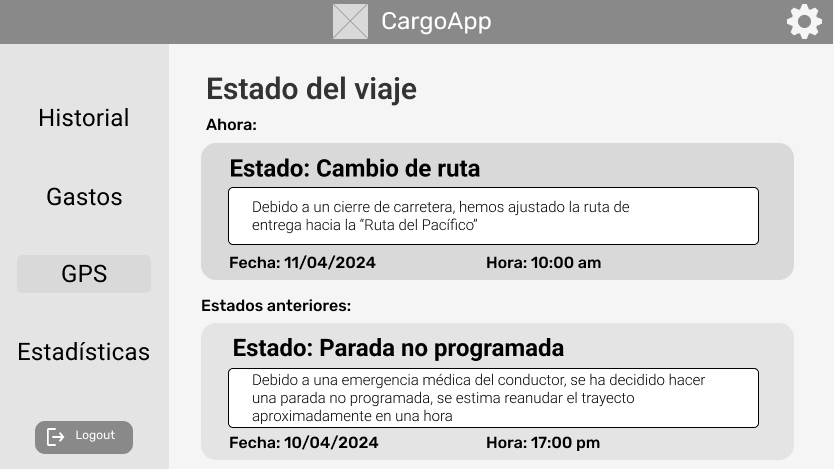 CargoApp
Historial
Gastos
GPS
Estadísticas
Logout
Estado del viaje
Ahora:
Estado: Cambio de ruta
Debido a un cierre de carretera, hemos ajustado la ruta de
entrega hacia la “Ruta del Pacífico”
Fecha: 11/04/2024 Hora: 10:00 am
Estados anteriores:
Estado: Parada no programada
Debido a una emergencia médica del conductor, se ha decidido hacer
una parada no programada, se estima reanudar el trayecto
aproximadamente en una hora
Fecha: 10/04/2024 Hora: 17:00 pm